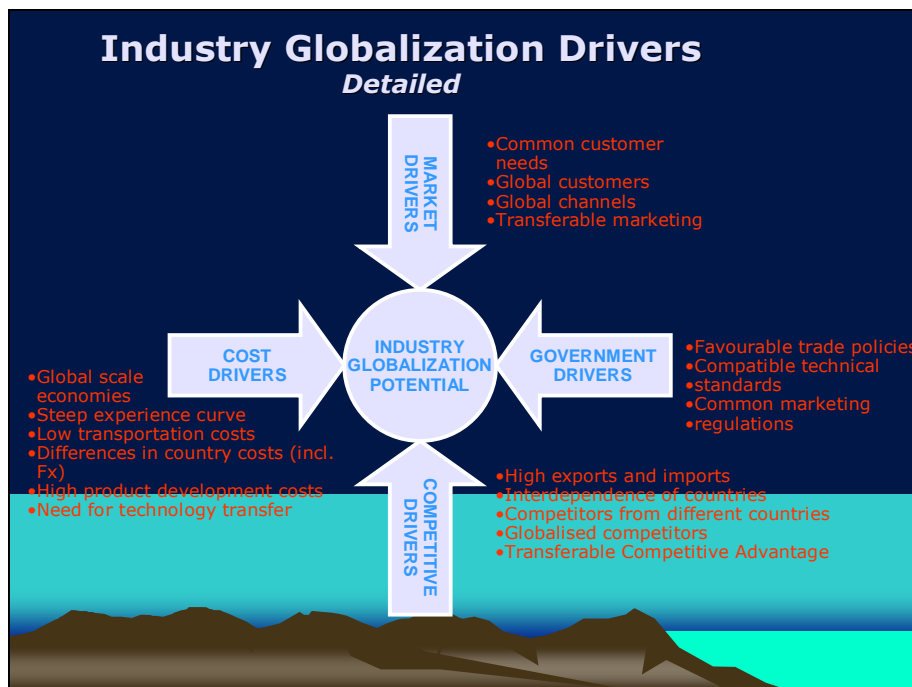 Industry Globalization Drivers
Detailed
MARKET
DRIVERS
•Common customer
needs
•Global customers
•Global channels
•Transferable marketing
COST
DRIVERS
•Global scale
economies
•Steep experience curve
•Low transportation costs
•Differences in country costs (incl.
Fx)
•High product development costs
•Need for technology transfer
INDUSTRY
GLOBALIZATION
POTENTIAL
GOVERNMENT
DRIVERS
•Favourable trade policies
•Compatible technical
•standards
•Common marketing
•regulations
COMPETITIVE
DRIVERS
•High exports and imports
•Interdependence of countries
•Competitors from different countries
•Globalised competitors
•Transferable Competitive Advantage